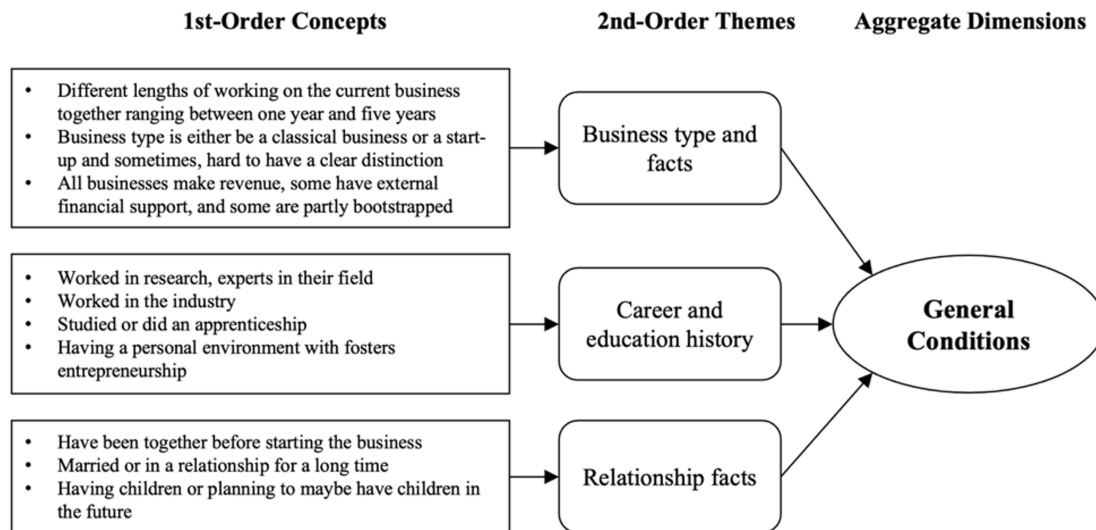 1st-Order Concepts
2nd-Order Themes
Aggregate Dimensions
• Different lengths of working on the current business
together ranging between one year and five years
• Business type is either be a classical business or a start-
up and sometimes, hard to have a clear distinction
• All businesses make revenue, some have external
financial support, and some are partly bootstrapped
Business type and
facts
• Worked in research, experts in their field
• Worked in the industry
• Studied or did an apprenticeship
• Having a personal environment with fosters
entrepreneurship
Career and
education history
General
Conditions
• Have been together before starting the business
• Married or in a relationship for a long time
• Having children or planning to maybe have children in
the future
Relationship facts